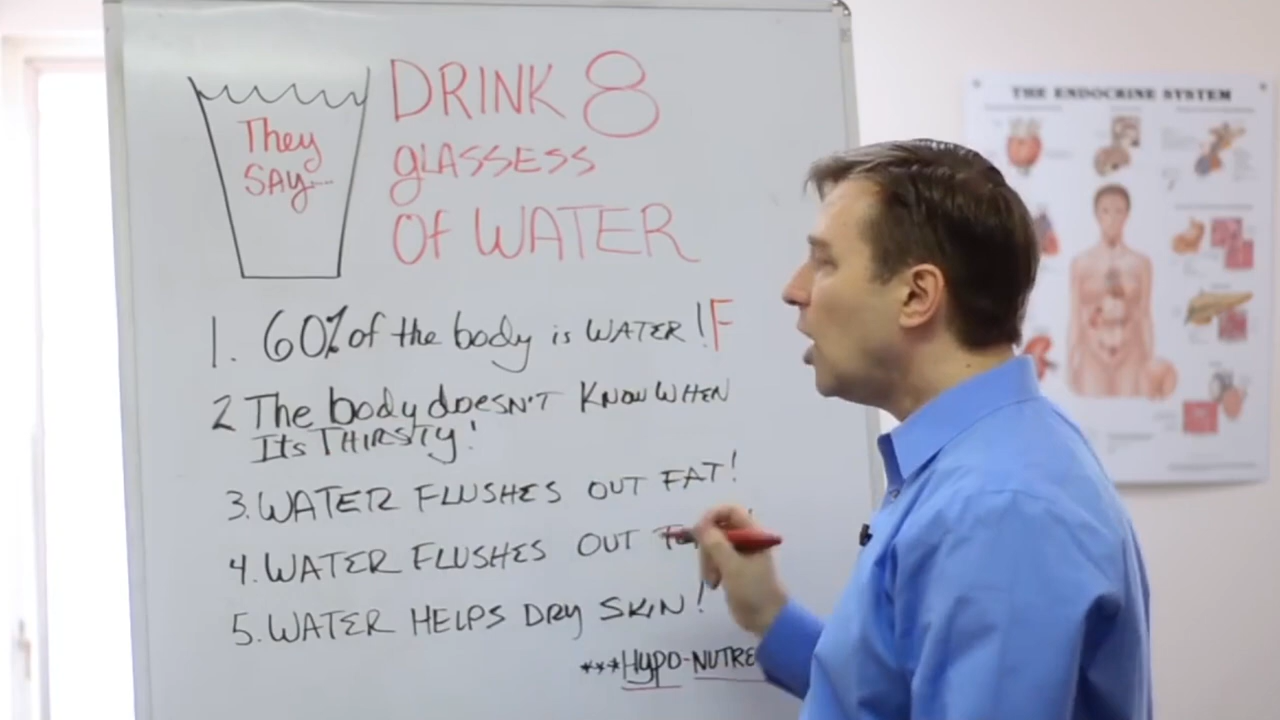 They
SAY...
DRINK 8
GLASSESS
Of WATER
1. 60% of the body is WATER! F
2 The body doESN'T KNOW WHEN
Its THIRSTY!
3. WATER FLUSHES OUT FAT!
4. WATER FLUSHES OUT
5. WATER HELPS DRY SKIN!
***HYPO-NUTRE
THE ENDOCRINE SYSTEM